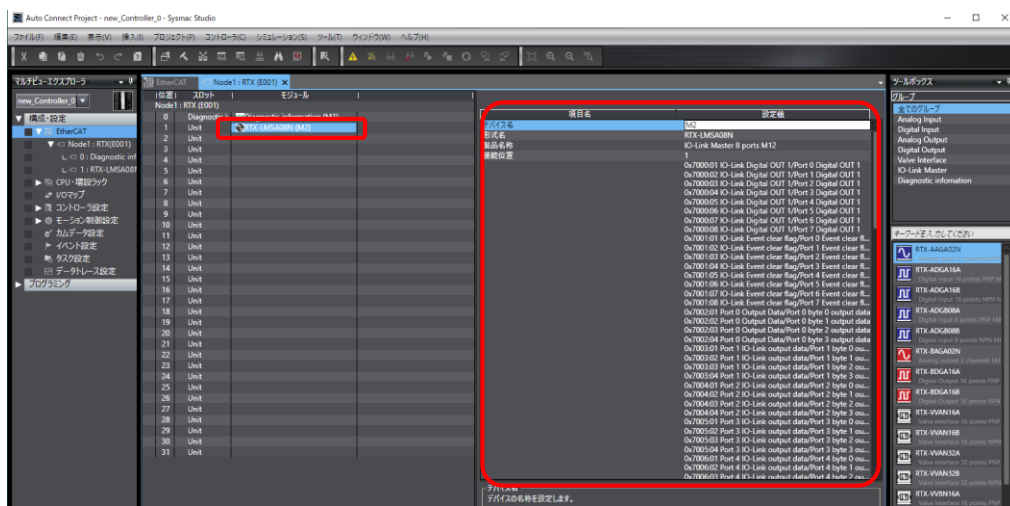 Auto Connect Project - new_Controller_0 - Sysmac Studio
ファイル(F) 編集(E) 表示(V) 挿入(I) プロジェクト(P) コントローラ(C) シミュレーション(S) ツール(T) ウィンドウ(W) ヘルプ(H)
マルチビューエクスプローラ
new_Controller_0
構成・設定
EtherCAT
Node1 : RTX(E001)
0 : Diagnostic inf
1 : RTX-LMSA08
CPU・増設ラック
I/Oマップ
コントローラ設定
モーション制御設定
カムデータ設定
イベント設定
タスク設定
データトレース設定
プログラミング
EtherCAT
Node1 : RTX (E001)
位置 スロット モジュール
Node1 : RTX (E001)
0 Diagnostic i Diagnostic information (M1)
1 Unit RTX-LMSA08N (M2)
2 Unit
3 Unit
4 Unit
5 Unit
6 Unit
7 Unit
8 Unit
9 Unit
10 Unit
11 Unit
12 Unit
13 Unit
14 Unit
15 Unit
16 Unit
17 Unit
18 Unit
19 Unit
20 Unit
21 Unit
22 Unit
23 Unit
24 Unit
25 Unit
26 Unit
27 Unit
28 Unit
29 Unit
30 Unit
31 Unit
項目名 設定値
デバイス名 M2
形式名 RTX-LMSA08N
製品名称 IO-Link Master 8 ports M12
接続位置 1
0x7000:01 IO-Link Digital OUT 1/Port 0 Digital OUT 1
0x7000:02 IO-Link Digital OUT 1/Port 1 Digital OUT 1
0x7000:03 IO-Link Digital OUT 1/Port 2 Digital OUT 1
0x7000:04 IO-Link Digital OUT 1/Port 3 Digital OUT 1
0x7000:05 IO-Link Digital OUT 1/Port 4 Digital OUT 1
0x7000:06 IO-Link Digital OUT 1/Port 5 Digital OUT 1
0x7000:07 IO-Link Digital OUT 1/Port 6 Digital OUT 1
0x7000:08 IO-Link Digital OUT 1/Port 7 Digital OUT 1
0x7001:01 IO-Link Event clear flag/Port 0 Event clear fl...
0x7001:02 IO-Link Event clear flag/Port 1 Event clear fl...
0x7001:03 IO-Link Event clear flag/Port 2 Event clear fl...
0x7001:04 IO-Link Event clear flag/Port 3 Event clear fl...
0x7001:05 IO-Link Event clear flag/Port 4 Event clear fl...
0x7001:06 IO-Link Event clear flag/Port 5 Event clear fl...
0x7001:07 IO-Link Event clear flag/Port 6 Event clear fl...
0x7001:08 IO-Link Event clear flag/Port 7 Event clear fl...
0x7002:01 Port 0 Output Data/Port 0 byte 0 output data
0x7002:02 Port 0 Output Data/Port 0 byte 1 output data
0x7002:03 Port 0 Output Data/Port 0 byte 2 output data
0x7002:04 Port 0 Output Data/Port 0 byte 3 output data
0x7003:01 Port 1 IO-Link output data/Port 1 byte 0 ou...
0x7003:02 Port 1 IO-Link output data/Port 1 byte 1 ou...
0x7003:03 Port 1 IO-Link output data/Port 1 byte 2 ou...
0x7003:04 Port 1 IO-Link output data/Port 1 byte 3 ou...
0x7004:01 Port 2 IO-Link output data/Port 2 byte 0 ou...
0x7004:02 Port 2 IO-Link output data/Port 2 byte 1 ou...
0x7004:03 Port 2 IO-Link output data/Port 2 byte 2 ou...
0x7004:04 Port 2 IO-Link output data/Port 2 byte 3 ou...
0x7005:01 Port 3 IO-Link output data/Port 3 byte 0 ou...
0x7005:02 Port 3 IO-Link output data/Port 3 byte 1 ou...
0x7005:03 Port 3 IO-Link output data/Port 3 byte 2 ou...
0x7005:04 Port 3 IO-Link output data/Port 3 byte 3 ou...
0x7006:01 Port 4 IO-Link output data/Port 4 byte 0 ou...
0x7006:02 Port 4 IO-Link output data/Port 4 byte 1 ou...
0x7006:03 Port 4 IO-Link output data/Port 4 byte 2 ou...
デバイス名
デバイスの名称を設定します。
ツールボックス
グループ
全てのグループ
Analog Input
Digital Input
Analog Output
Digital Output
Valve Interface
IO-Link Master
Diagnostic infomation
キーワードを入力してください
RTX-AAGA02N
RTX-ADGA16A
Digital Input 16 points PNP M
RTX-ADGA16B
Digital Input 16 points NPN M
RTX-ADGB08A
Digital Input 8 points PNP M8
RTX-ADGB08B
Digital Input 8 points NPN M8
RTX-BAGA02N
Analog output 2 channels M1
RTX-BDGA16A
Digital Output 16 points PNP
RTX-BDGA16B
Digital Output 16 points NPN
RTX-VVAN16A
Valve interface 16 points PNP
RTX-VVAN16B
Valve interface 16 points NPN
RTX-VVAN32A
Valve interface 32 points PNP
RTX-VVAN32B
Valve interface 32 points NPN
RTX-VVBN16A
Valve interface 16 points PNP